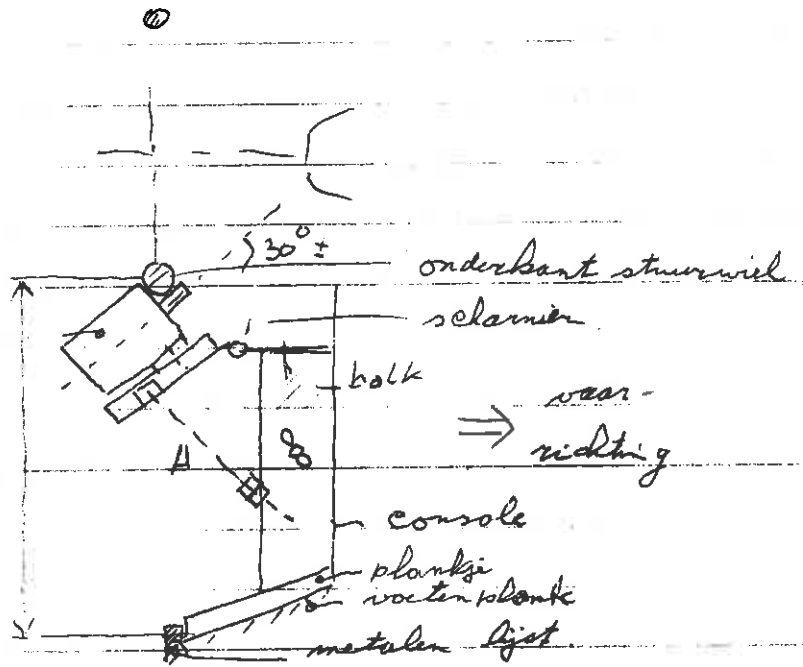 30° ±
onderkant stuurwiel
scharnier
balk
vaar-
richting
console
plankje
voetenplank
metalen lijst